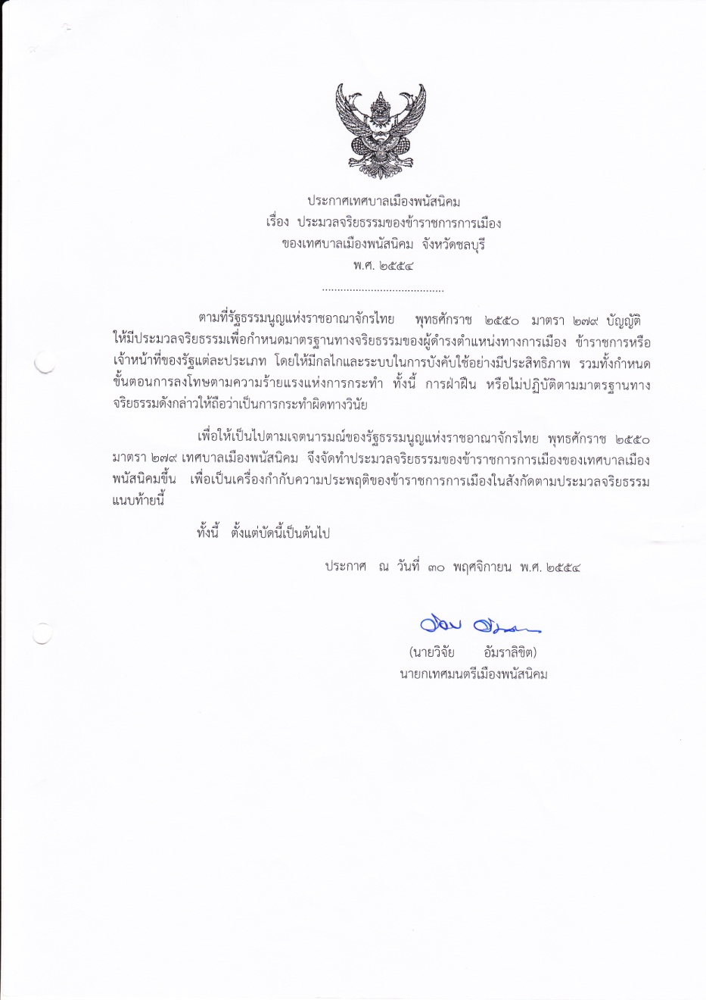 ประกาศเทศบาลเมืองพนัสนิคม
เรื่อง ประมวลจริยธรรมของข้าราชการการเมือง
ของเทศบาลเมืองพนัสนิคม จังหวัดชลบุรี
พ.ศ. ๒๕๕๔
........................................
ตามที่รัฐธรรมนูญแห่งราชอาณาจักรไทย พุทธศักราช ๒๕๕๐ มาตรา ๒๗๙ บัญญัติ
ให้มีประมวลจริยธรรมเพื่อกำหนดมาตรฐานทางจริยธรรมของผู้ดำรงตำแหน่งทางการเมือง ข้าราชการหรือ
เจ้าหน้าที่ของรัฐแต่ละประเภท โดยให้มีกลไกและระบบในการบังคับใช้อย่างมีประสิทธิภาพ รวมทั้งกำหนด
ขั้นตอนการลงโทษตามความร้ายแรงแห่งการกระทำ ทั้งนี้ การฝ่าฝืน หรือไม่ปฏิบัติตามมาตรฐานทาง
จริยธรรมดังกล่าวให้ถือว่าเป็นการกระทำผิดทางวินัย
เพื่อให้เป็นไปตามเจตนารมณ์ของรัฐธรรมนูญแห่งราชอาณาจักรไทย พุทธศักราช ๒๕๕๐
มาตรา ๒๗๙ เทศบาลเมืองพนัสนิคม จึงจัดทำประมวลจริยธรรมของข้าราชการการเมืองของเทศบาลเมือง
พนัสนิคมขึ้น เพื่อเป็นเครื่องกำกับความประพฤติของข้าราชการการเมืองในสังกัดตามประมวลจริยธรรม
แนบท้ายนี้
ทั้งนี้ ตั้งแต่บัดนี้เป็นต้นไป
ประกาศ ณ วันที่ ๓๐ พฤศจิกายน พ.ศ. ๒๕๕๔
(นายวิจัย อัมราลิขิต)
นายกเทศมนตรีเมืองพนัสนิคม